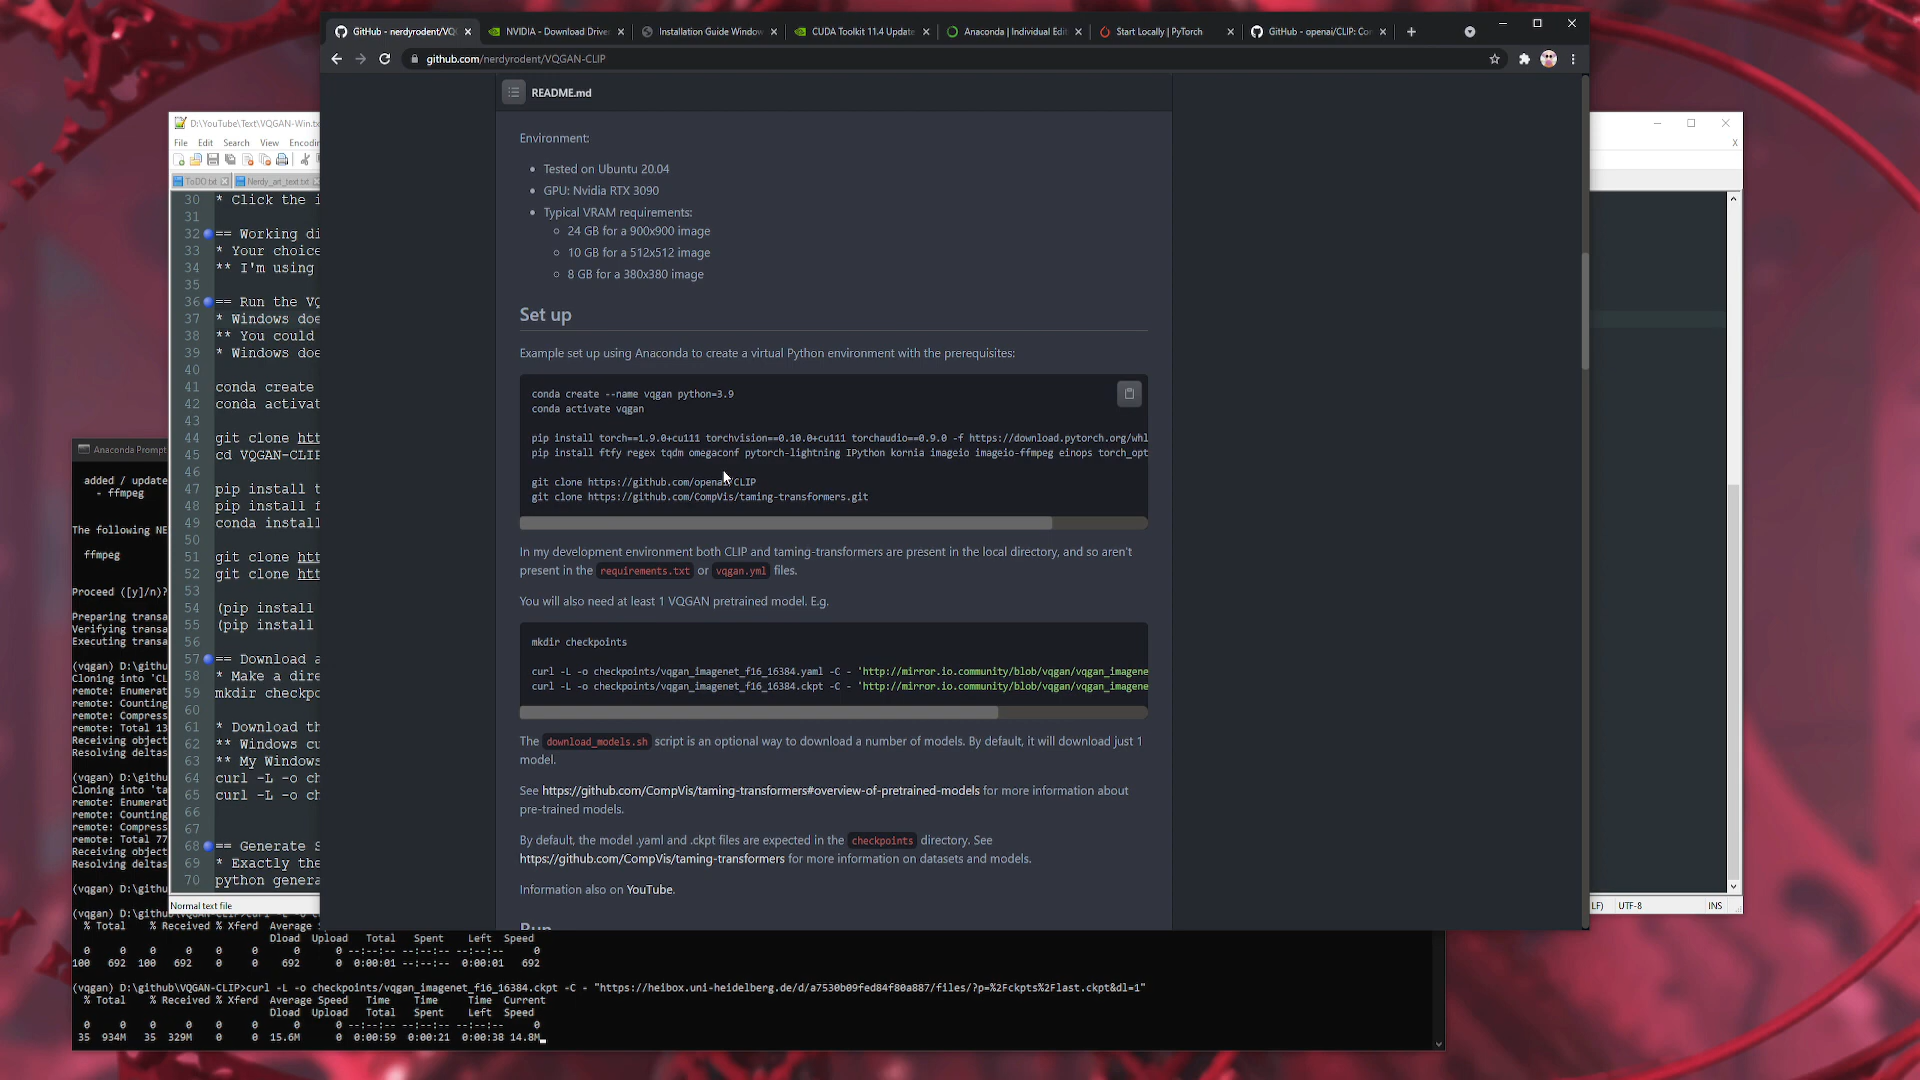 GitHub - nerdyrodent/VQ
NVIDIA - Download Drive
Installation Guide Window
CUDA Toolkit 11.4 Update
Anaconda | Individual Edit
Start Locally | PyTorch
GitHub - openai/CLIP: Co
github.com/nerdyrodent/VQGAN-CLIP
README.md
Environment:
Tested on Ubuntu 20.04
GPU: Nvidia RTX 3090
Typical VRAM requirements:
24 GB for a 900x900 image
10 GB for a 512x512 image
8 GB for a 380x380 image
Set up
Example set up using Anaconda to create a virtual Python environment with the prerequisites:
conda create --name vqgan python=3.9
conda activate vqgan
pip install torch==1.9.0+cu111 torchvision==0.10.0+cu111 torchaudio==0.9.0 -f https://download.pytorch.org/whl
pip install ftfy regex tqdm omegaconf pytorch-lightning IPython kornia imageio imageio-ffmpeg einops torch_opt
git clone https://github.com/openai/CLIP
git clone https://github.com/CompVis/taming-transformers.git
In my development environment both CLIP and taming-transformers are present in the local directory, and so aren't
present in the requirements.txt or vqgan.yml files.
You will also need at least 1 VQGAN pretrained model. E.g.
mkdir checkpoints
curl -L -o checkpoints/vqgan_imagenet_f16_16384.yaml -C - 'http://mirror.io.community/blob/vqgan/vqgan_imagene
curl -L -o checkpoints/vqgan_imagenet_f16_16384.ckpt -C - 'http://mirror.io.community/blob/vqgan/vqgan_imagene
The download_models.sh script is an optional way to download a number of models. By default, it will download just 1
model.
See https://github.com/CompVis/taming-transformers#overview-of-pretrained-models for more information about
pre-trained models.
By default, the model .yaml and .ckpt files are expected in the checkpoints directory. See
https://github.com/CompVis/taming-transformers for more information on datasets and models.
Information also on YouTube.
D:\YouTube\Text\VQGAN-Win.tx
File Edit Search View Encodin
ToDO.txt
Nerdy_art_text.txt
30 * Click the i
31
32 == Working di
33 * Your choice
34 ** I'm using
35
36 == Run the VQ
37 * Windows doe
38 ** You could
39 * Windows doe
40
41 conda create
42 conda activat
43
44 git clone htt
45 cd VQGAN-CLIP
46
47 pip install t
48 pip install f
49 conda install
50
51 git clone htt
52 git clone htt
53
54 (pip install
55 (pip install
56
57 == Download a
58 * Make a dire
59 mkdir checkpo
60
61 * Download th
62 ** Windows cu
63 ** My Windows
64 curl -L -o ch
65 curl -L -o ch
66
67
68 == Generate S
69 * Exactly the
70 python genera
Normal text file
LF) UTF-8 INS
Anaconda Prompt
added / update
- ffmpeg
The following NE
ffmpeg
Proceed ([y]/n)?
Preparing transa
Verifying transa
Executing transa
(vqgan) D:\githu
Cloning into 'CL
remote: Enumerat
remote: Counting
remote: Compress
remote: Total 13
Receiving object
Resolving deltas
(vqgan) D:\githu
Cloning into 'ta
remote: Enumerat
remote: Counting
remote: Compress
remote: Total 77
Receiving object
Resolving deltas
(vqgan) D:\githu
% Total % Received % Xferd Average S
Dload Upload Total Spent Left Speed
0 0 0 0 0 0 0 0 --:--:-- --:--:-- --:--:-- 0
100 692 100 692 0 0 692 0 0:00:01 --:--:-- 0:00:01 692
(vqgan) D:\github\VQGAN-CLIP>curl -L -o checkpoints/vqgan_imagenet_f16_16384.ckpt -C - "https://heibox.uni-heidelberg.de/d/a7530b09fed84f80a887/files/?p=%2Fckpts%2Flast.ckpt&dl=1"
% Total % Received % Xferd Average Speed Time Time Time Current
Dload Upload Total Spent Left Speed
0 0 0 0 0 0 0 0 --:--:-- --:--:-- --:--:-- 0
35 934M 35 329M 0 0 15.6M 0 0:00:59 0:00:21 0:00:38 14.8M